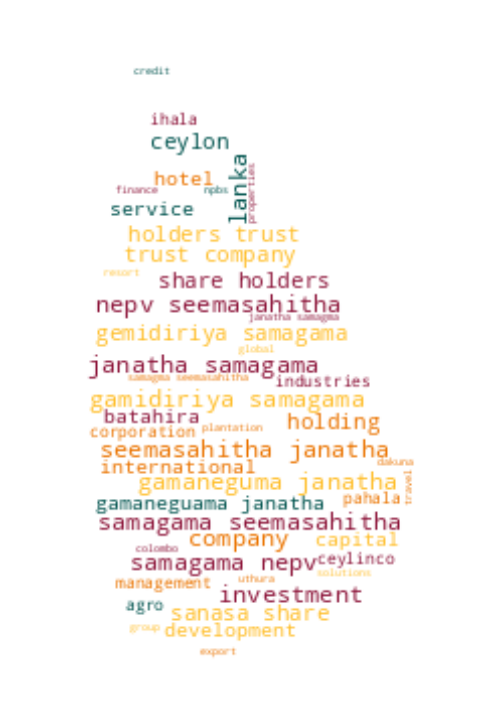 credit
ihala
ceylon
lanka
hotel
properties
finance
npbs
service
holders trust
trust company
resort
share holders
nepv seemasahitha
janatha samagma
gemidiriya samagama
global
janatha samagama
samagma seemasahitha
industries
gamidiriya samagama
batahira
holding
corporation
plantation
seemasahitha janatha
dakuna
international
gamaneguma janatha
travel
gamaneguama janatha
pahala
samagama seemasahitha
company
capital
colombo
samagama nepv
ceylinco
solutions
management
uthura
investment
agro
sanasa share
group
development
export